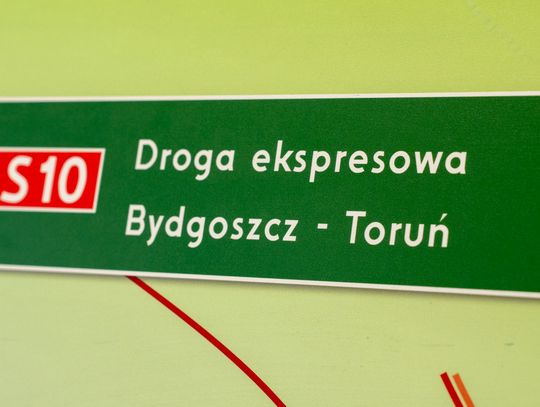 S10
Droga ekspresowa
Bydgoszcz - Toruń